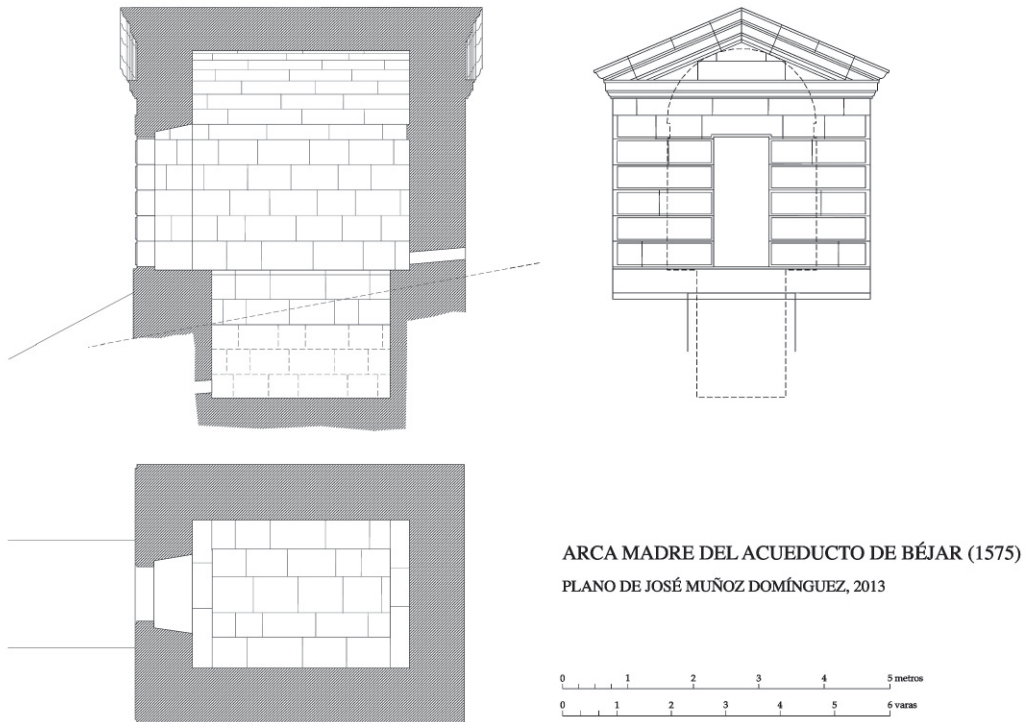 ARCA MADRE DEL ACUEDUCTO DE BÉJAR (1575)
PLANO DE JOSÉ MUÑOZ DOMÍNGUEZ, 2013
0 1 2 3 4 5 metros
0 1 2 3 4 5 6 varas